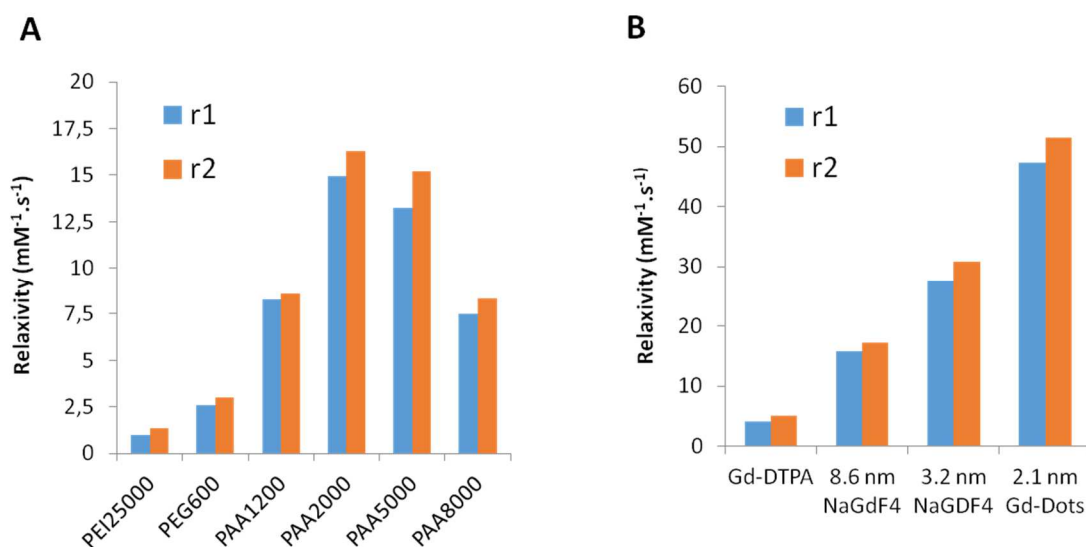 A
Relaxivity (mM⁻¹.s⁻¹)
20
17,5
15
12,5
10
7,5
5
2,5
0
r1
r2
PEI25000
PEG600
PAA1200
PAA2000
PAA5000
PAA8000
B
Relaxivity (mM⁻¹.s⁻¹)
60
50
40
30
20
10
0
r1
r2
Gd-DTPA
8.6 nm
NaGdF4
3.2 nm
NaGDF4
2.1 nm
Gd-Dots